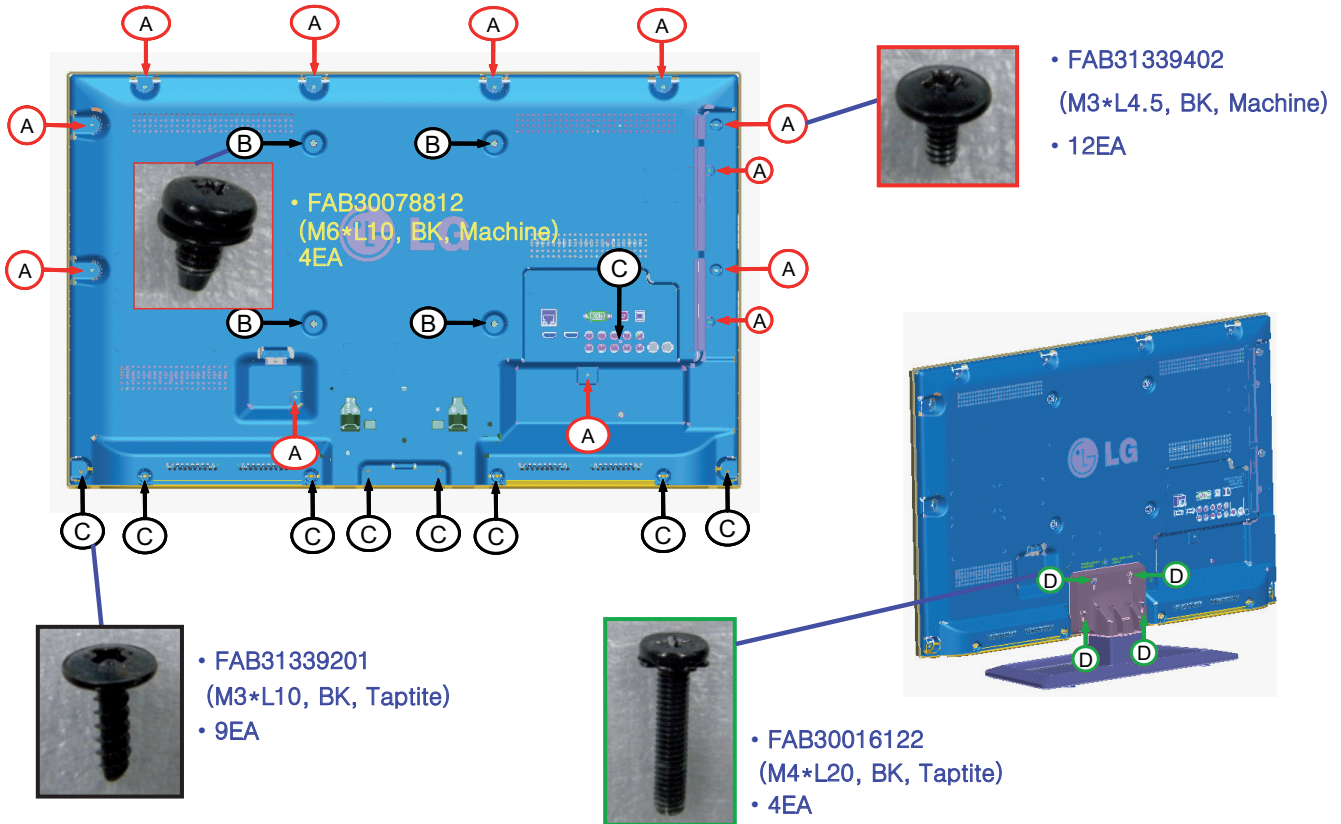 A A A A
• FAB31339402
(M3*L4.5, BK, Machine)
• 12EA
A
A
B
B
A
• FAB30078812
(M6*L10, BK, Machine)
4EA
LG
C
A
A
B
B
A
A
A
LG
D
D
D
D
C C C C C C C C
• FAB31339201
(M3*L10, BK, Taptite)
• 9EA
• FAB30016122
(M4*L20, BK, Taptite)
• 4EA